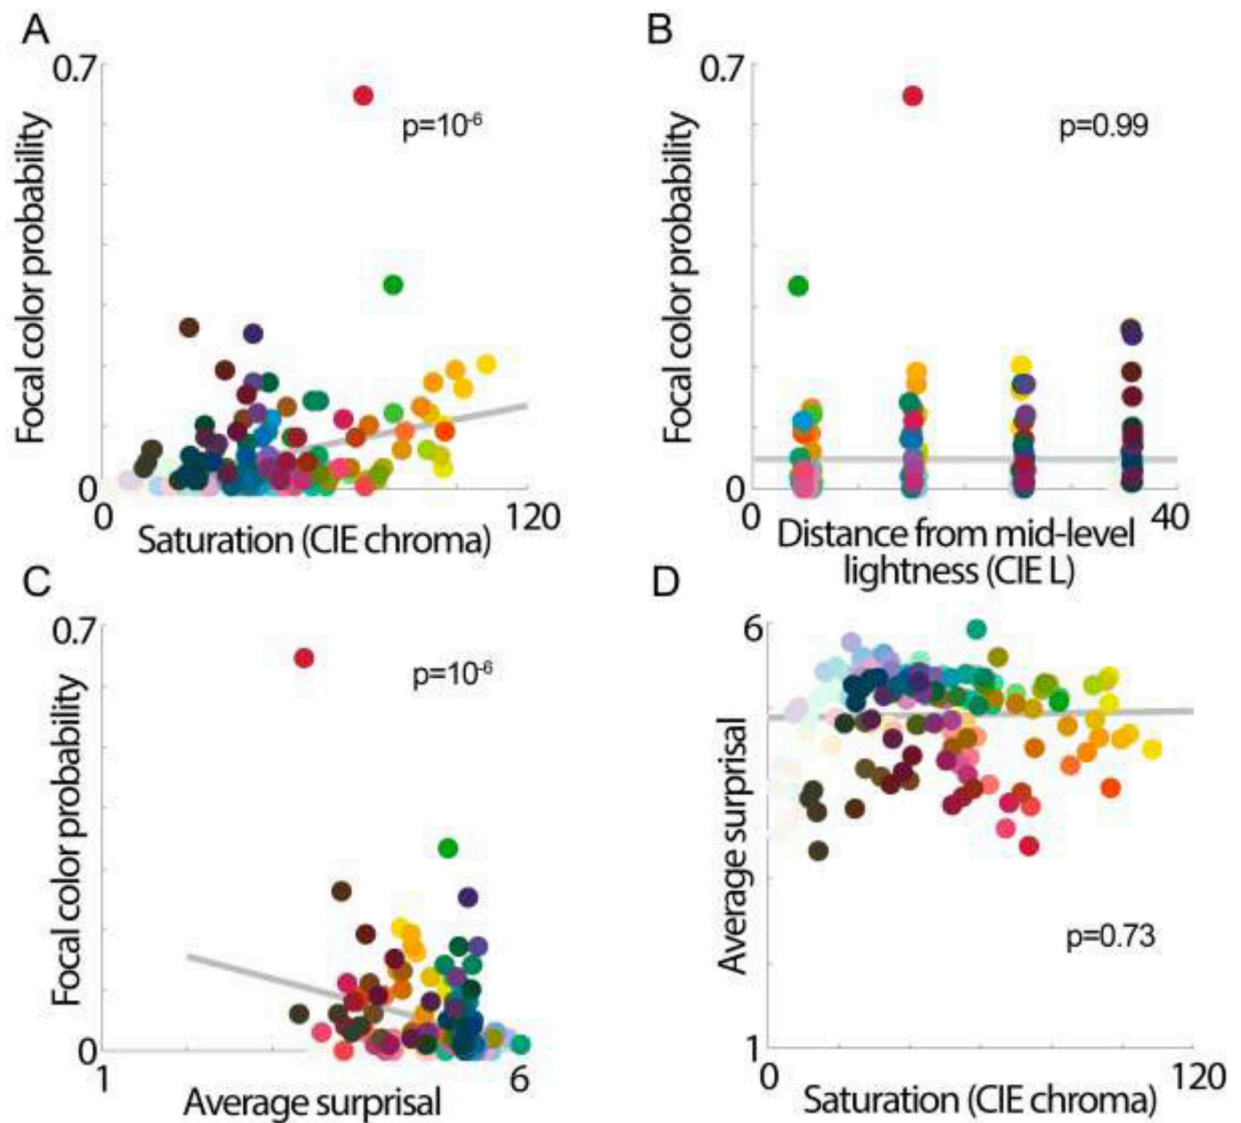 A
0.7
Focal color probability
p=10-6
0
0
120
Saturation (CIE chroma)
B
0.7
Focal color probability
p=0.99
0
0
40
Distance from mid-level
lightness (CIE L)
C
0.7
Focal color probability
p=10-6
0
1
6
Average surprisal
D
6
Average surprisal
p=0.73
1
0
120
Saturation (CIE chroma)